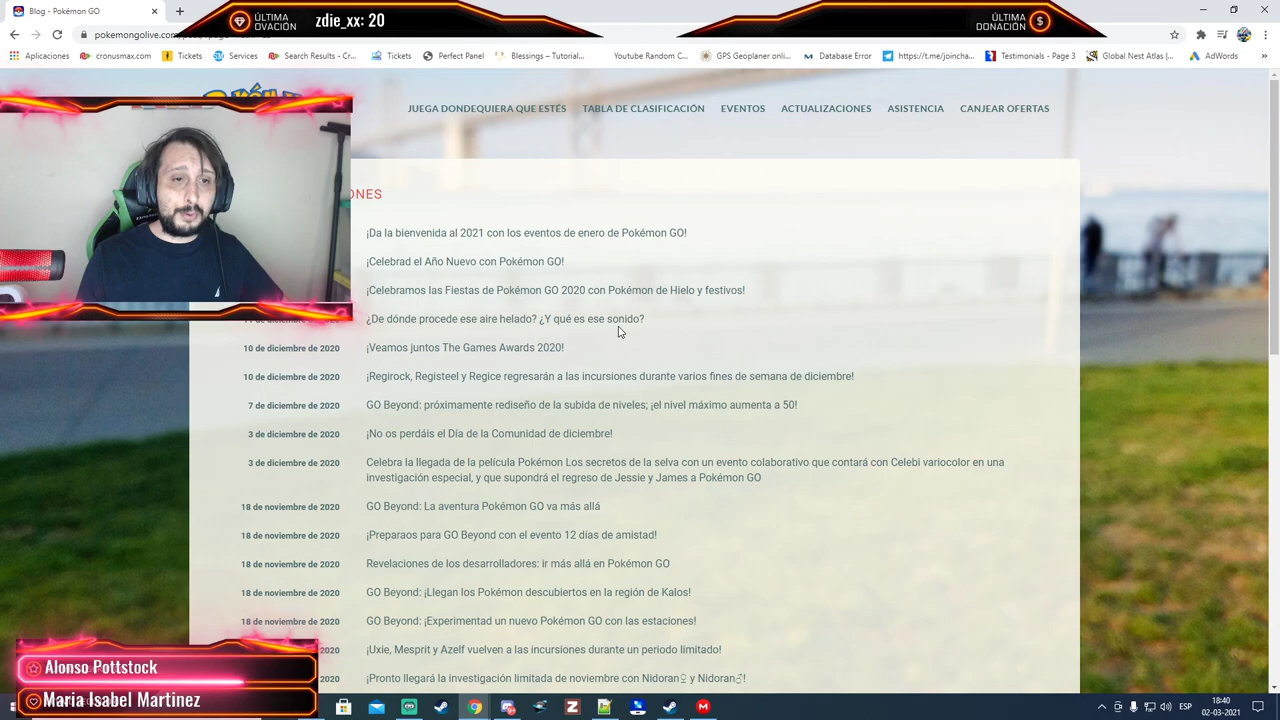 Blog - Pokémon GO
ÚLTIMA
OVACIÓN
zdie_xx: 20
ÚLTIMA
DONACIÓN
pokemongolive.com
Aplicaciones
cronusmax.com
Tickets
Services
Search Results - Cr...
Tickets
Perfect Panel
Blessings – Tutorial...
Youtube Random C...
GPS Geoplaner onli...
Database Error
https://t.me/joincha...
Testimonials - Page 3
Global Nest Atlas |...
AdWords
JUEGA DONDEQUIERA QUE ESTÉS
TABLA DE CLASIFICACIÓN
EVENTOS
ACTUALIZACIONES
ASISTENCIA
CANJEAR OFERTAS
ONES
¡Da la bienvenida al 2021 con los eventos de enero de Pokémon GO!
¡Celebrad el Año Nuevo con Pokémon GO!
¡Celebramos las Fiestas de Pokémon GO 2020 con Pokémon de Hielo y festivos!
¿De dónde procede ese aire helado? ¿Y qué es ese sonido?
10 de diciembre de 2020 ¡Veamos juntos The Games Awards 2020!
10 de diciembre de 2020 ¡Regirock, Registeel y Regice regresarán a las incursiones durante varios fines de semana de diciembre!
7 de diciembre de 2020 GO Beyond: próximamente rediseño de la subida de niveles; ¡el nivel máximo aumenta a 50!
3 de diciembre de 2020 ¡No os perdáis el Día de la Comunidad de diciembre!
3 de diciembre de 2020 Celebra la llegada de la película Pokémon Los secretos de la selva con un evento colaborativo que contará con Celebi variocolor en una
investigación especial, y que supondrá el regreso de Jessie y James a Pokémon GO
18 de noviembre de 2020 GO Beyond: La aventura Pokémon GO va más allá
18 de noviembre de 2020 ¡Preparaos para GO Beyond con el evento 12 días de amistad!
18 de noviembre de 2020 Revelaciones de los desarrolladores: ir más allá en Pokémon GO
18 de noviembre de 2020 GO Beyond: ¡Llegan los Pokémon descubiertos en la región de Kalos!
18 de noviembre de 2020 GO Beyond: ¡Experimentad un nuevo Pokémon GO con las estaciones!
2020 ¡Uxie, Mesprit y Azelf vuelven a las incursiones durante un periodo limitado!
2020 ¡Pronto llegará la investigación limitada de noviembre con Nidoran♀ y Nidoran♂!
Alonso Pottstock
Maria Isabel Martinez
ESP
18:40
02-03-2021